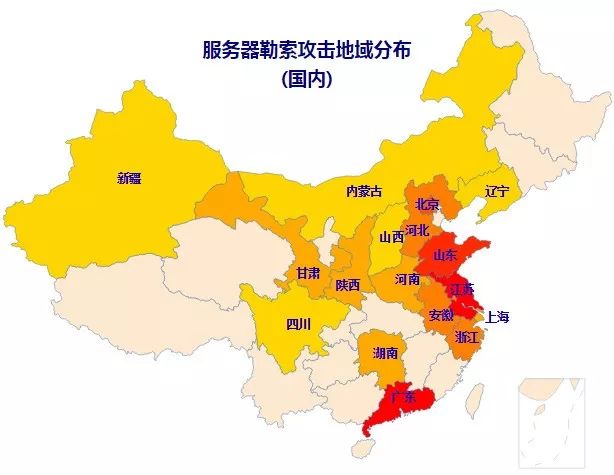 服务器勒索攻击地域分布
(国内)
新疆
内蒙古
辽宁
北京
河北
山西
山东
甘肃
陕西
河南
江苏
安徽
上海
四川
浙江
湖南
广东